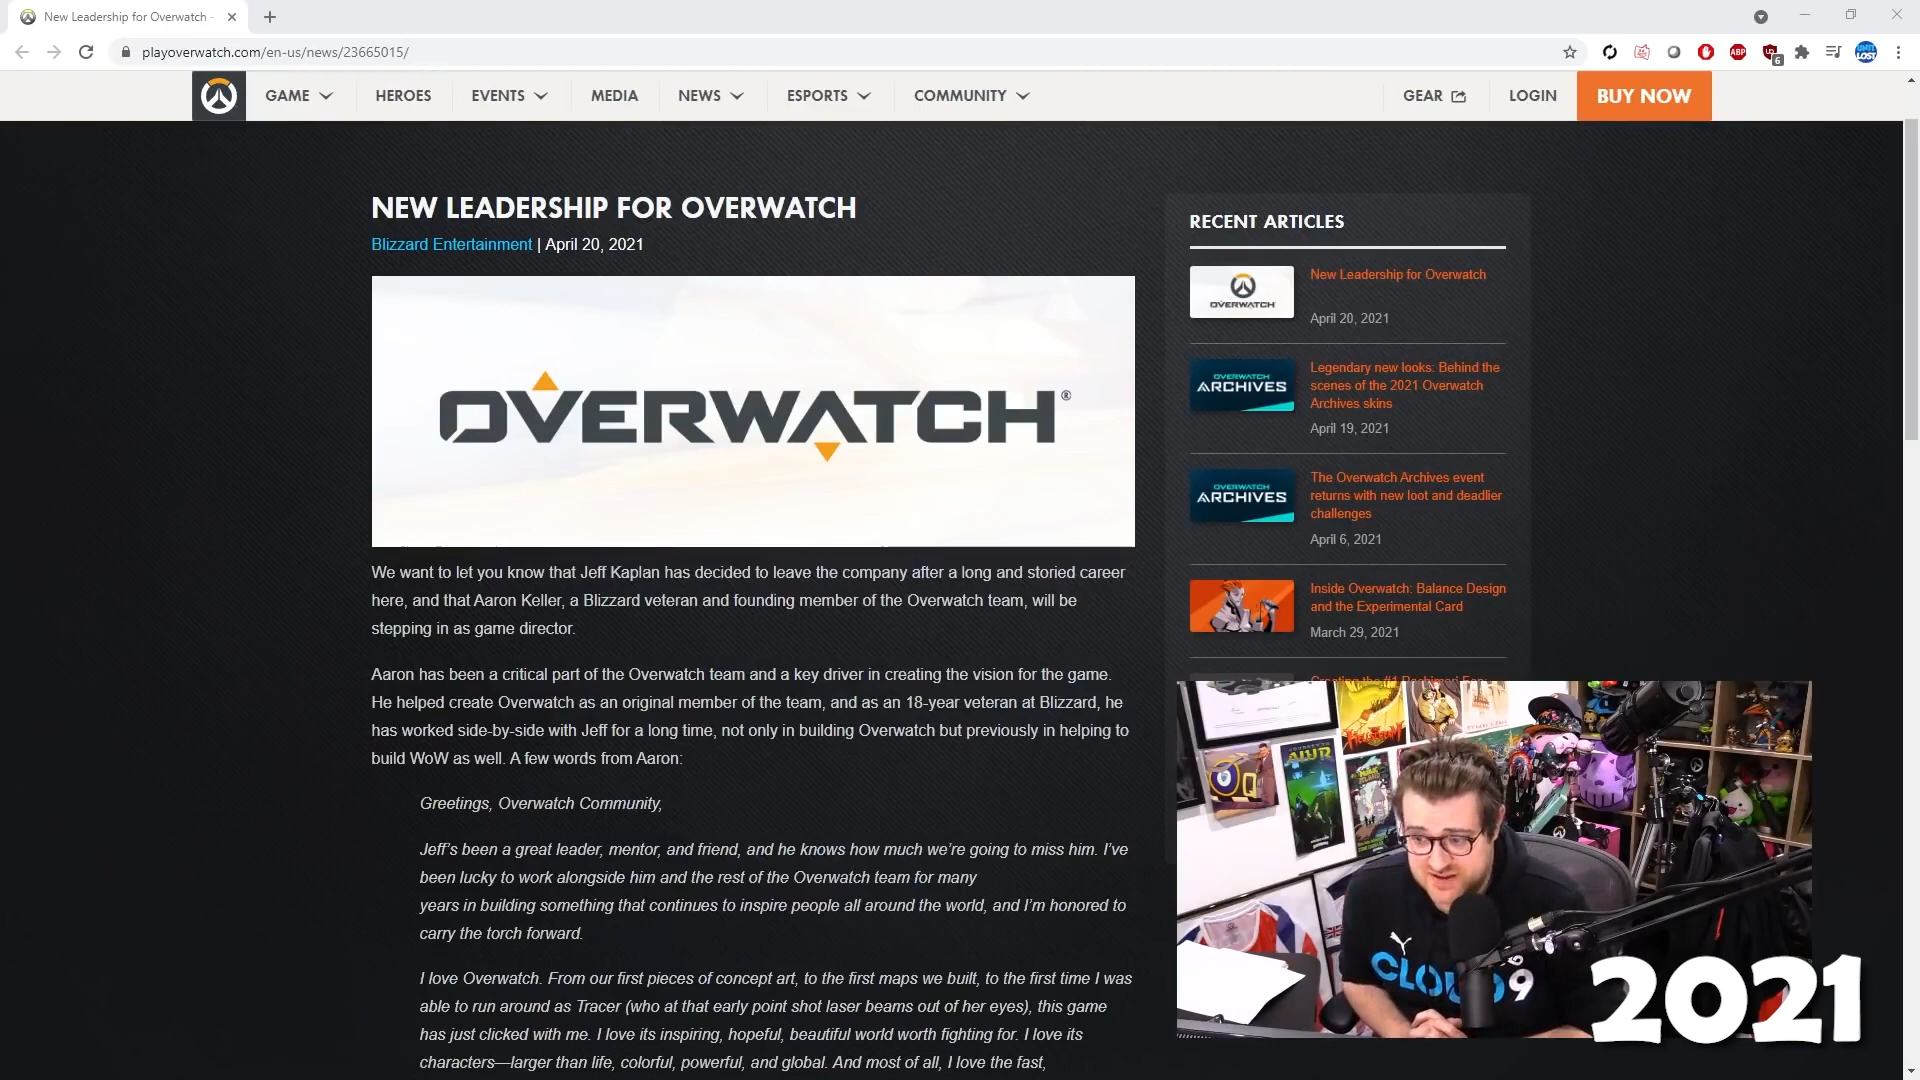 New Leadership for Overwatch -
playoverwatch.com/en-us/news/23665015/
ABP
6
UNIT
LOST
GAME
HEROES
EVENTS
MEDIA
NEWS
ESPORTS
COMMUNITY
GEAR
LOGIN
BUY NOW
NEW LEADERSHIP FOR OVERWATCH
Blizzard Entertainment | April 20, 2021
OVERWATCH®
We want to let you know that Jeff Kaplan has decided to leave the company after a long and storied career
here, and that Aaron Keller, a Blizzard veteran and founding member of the Overwatch team, will be
stepping in as game director.
Aaron has been a critical part of the Overwatch team and a key driver in creating the vision for the game.
He helped create Overwatch as an original member of the team, and as an 18-year veteran at Blizzard, he
has worked side-by-side with Jeff for a long time, not only in building Overwatch but previously in helping to
build WoW as well. A few words from Aaron:
Greetings, Overwatch Community,
Jeff’s been a great leader, mentor, and friend, and he knows how much we’re going to miss him. I’ve
been lucky to work alongside him and the rest of the Overwatch team for many
years in building something that continues to inspire people all around the world, and I’m honored to
carry the torch forward.
I love Overwatch. From our first pieces of concept art, to the first maps we built, to the first time I was
able to run around as Tracer (who at that early point shot laser beams out of her eyes), this game
has just clicked with me. I love its inspiring, hopeful, beautiful world worth fighting for. I love its
characters—larger than life, colorful, powerful, and global. And most of all, I love the fast,
RECENT ARTICLES
OVERWATCH
New Leadership for Overwatch
April 20, 2021
OVERWATCH
ARCHIVES
Legendary new looks: Behind the
scenes of the 2021 Overwatch
Archives skins
April 19, 2021
OVERWATCH
ARCHIVES
The Overwatch Archives event
returns with new loot and deadlier
challenges
April 6, 2021
Inside Overwatch: Balance Design
and the Experimental Card
March 29, 2021
JOURNEY TO
AIUR
Q
CLOUD9
2021